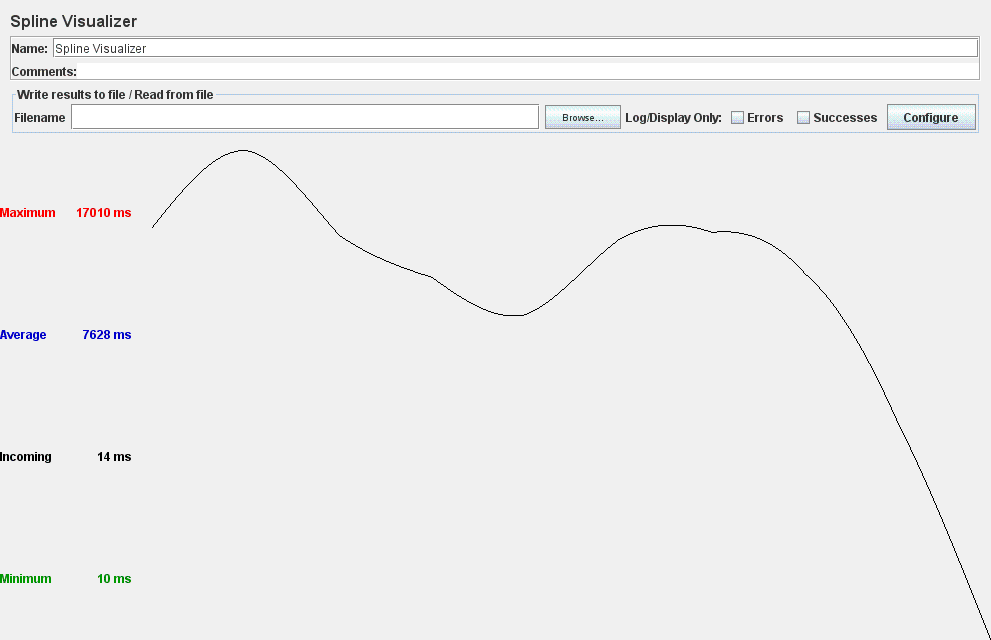 Spline Visualizer
Name: Spline Visualizer
Comments:
Write results to file / Read from file
Filename Browse... Log/Display Only: Errors Successes Configure
Maximum 17010 ms
Average 7628 ms
Incoming 14 ms
Minimum 10 ms